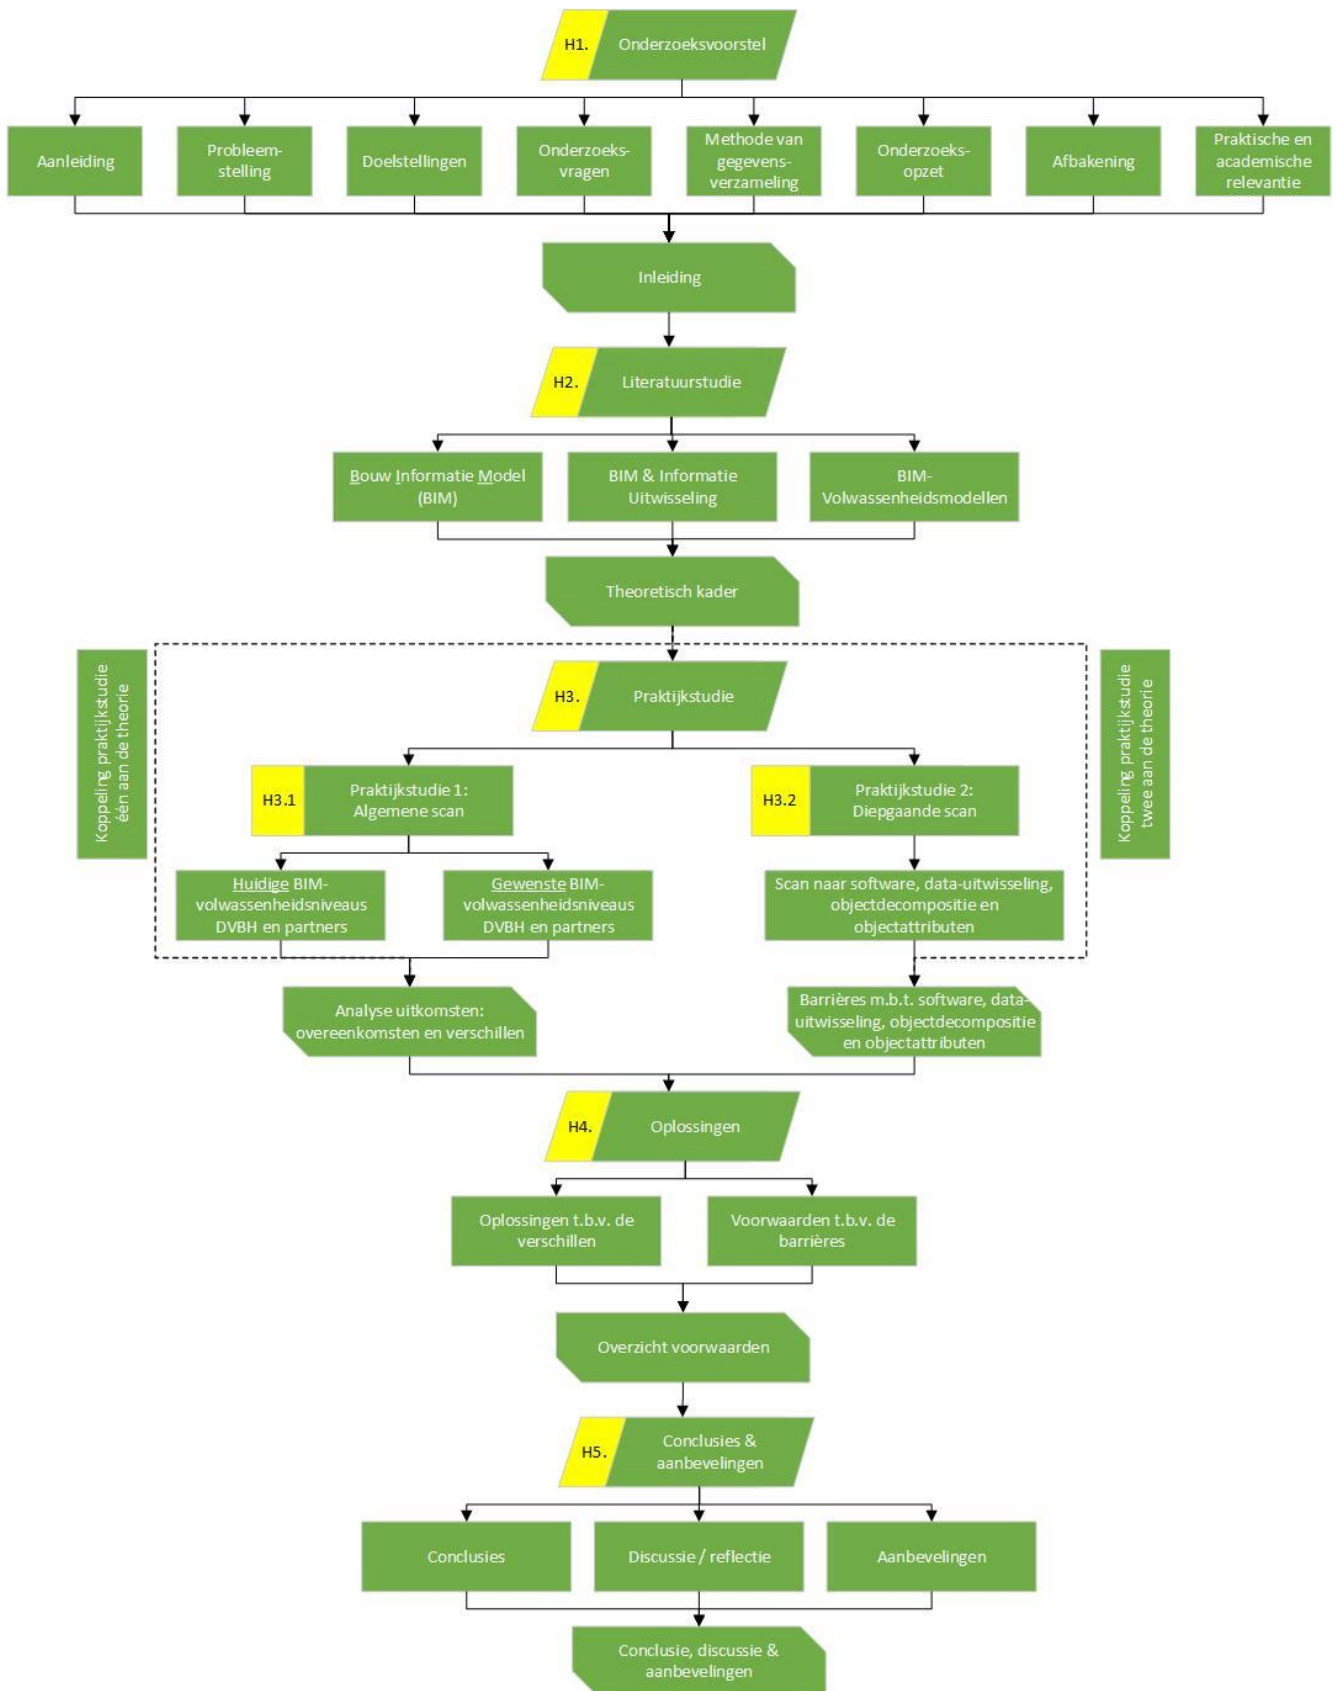 H1.
Onderzoeksvoorstel
Aanleiding
Probleem-
stelling
Doelstellingen
Onderzoeks-
vragen
Methode van
gegevens-
verzameling
Onderzoeks-
opzet
Afbakening
Praktische en
academische
relevantie
Inleiding
H2.
Literatuurstudie
Bouw Informatie Model
(BIM)
BIM & Informatie
Uitwisseling
BIM-
Volwassenheidsmodellen
Theoretisch kader
Koppeling praktijkstudie
één aan de theorie
H3.
Praktijkstudie
Koppeling praktijkstudie
twee aan de theorie
H3.1
Praktijkstudie 1:
Algemene scan
H3.2
Praktijkstudie 2:
Diepgaande scan
Huidige BIM-
volwassenheidsniveaus
DVBH en partners
Gewenste BIM-
volwassenheidsniveaus
DVBH en partners
Scan naar software, data-uitwisseling,
objectdecompositie en
objectattributen
Analyse uitkomsten:
overeenkomsten en verschillen
Barrières m.b.t. software, data-
uitwisseling, objectdecompositie
en objectattributen
H4.
Oplossingen
Oplossingen t.b.v. de
verschillen
Voorwaarden t.b.v. de
barrières
Overzicht voorwaarden
H5.
Conclusies &
aanbevelingen
Conclusies
Discussie / reflectie
Aanbevelingen
Conclusie, discussie &
aanbevelingen